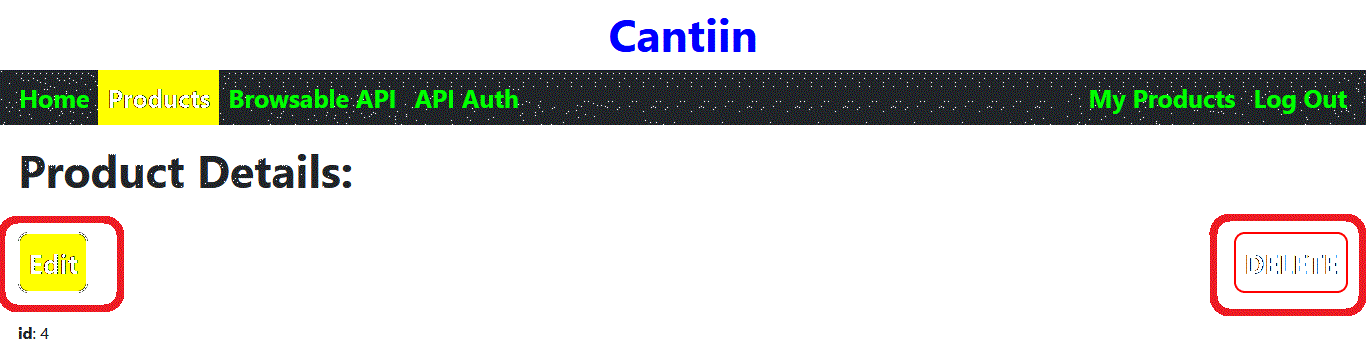 Cantiin
Home Products Browsable API API Auth My Products Log Out
Product Details:
Edit DELETE
id: 4